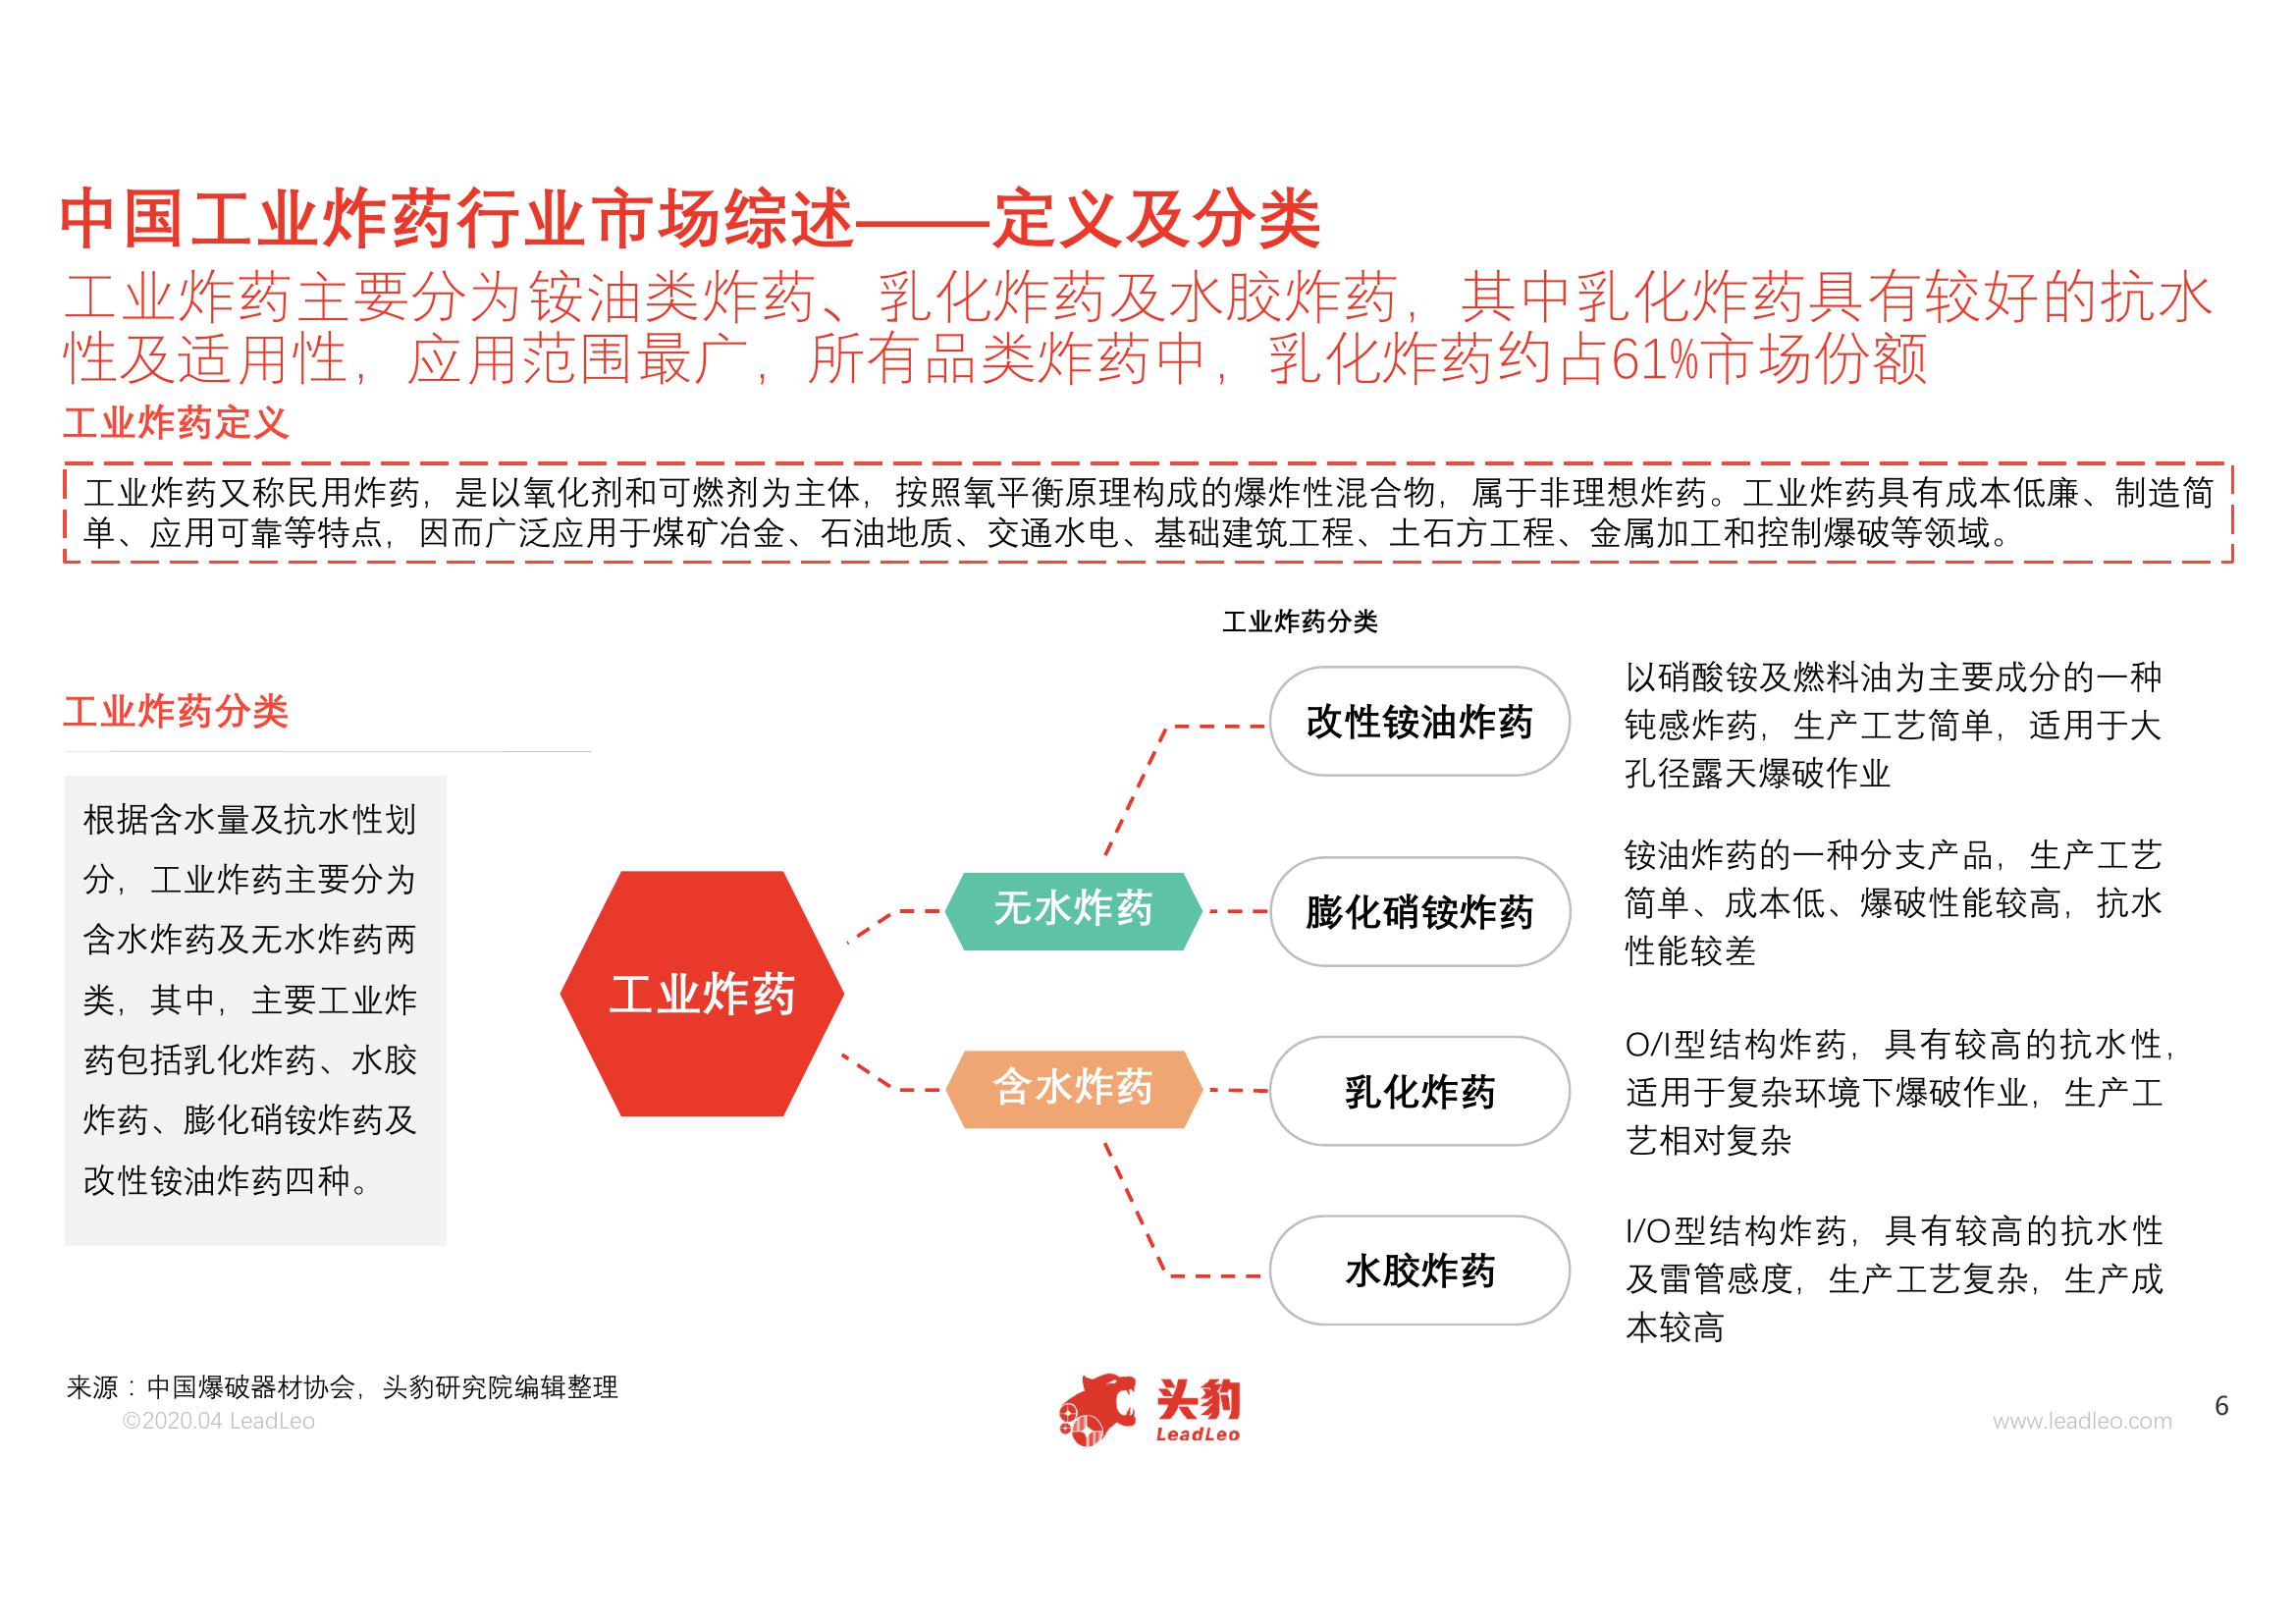 中国工业炸药行业市场综述——定义及分类
工业炸药主要分为铵油类炸药、乳化炸药及水胶炸药，其中乳化炸药具有较好的抗水
性及适用性，应用范围最广，所有品类炸药中，乳化炸药约占61%市场份额
工业炸药定义
工业炸药又称民用炸药，是以氧化剂和可燃剂为主体，按照氧平衡原理构成的爆炸性混合物，属于非理想炸药。工业炸药具有成本低廉、制造简
单、应用可靠等特点，因而广泛应用于煤矿冶金、石油地质、交通水电、基础建筑工程、土石方工程、金属加工和控制爆破等领域。
工业炸药分类
工业炸药分类
根据含水量及抗水性划
分，工业炸药主要分为
含水炸药及无水炸药两
类，其中，主要工业炸
药包括乳化炸药、水胶
炸药、膨化硝铵炸药及
改性铵油炸药四种。
工业炸药
无水炸药
含水炸药
改性铵油炸药
以硝酸铵及燃料油为主要成分的一种
钝感炸药，生产工艺简单，适用于大
孔径露天爆破作业
膨化硝铵炸药
铵油炸药的一种分支产品，生产工艺
简单、成本低、爆破性能较高，抗水
性能较差
乳化炸药
O/I型结构炸药，具有较高的抗水性，
适用于复杂环境下爆破作业，生产工
艺相对复杂
水胶炸药
I/O型结构炸药，具有较高的抗水性
及雷管感度，生产工艺复杂，生产成
本较高
来源：中国爆破器材协会，头豹研究院编辑整理
©2020.04 LeadLeo
头豹
LeadLeo
www.leadleo.com
6